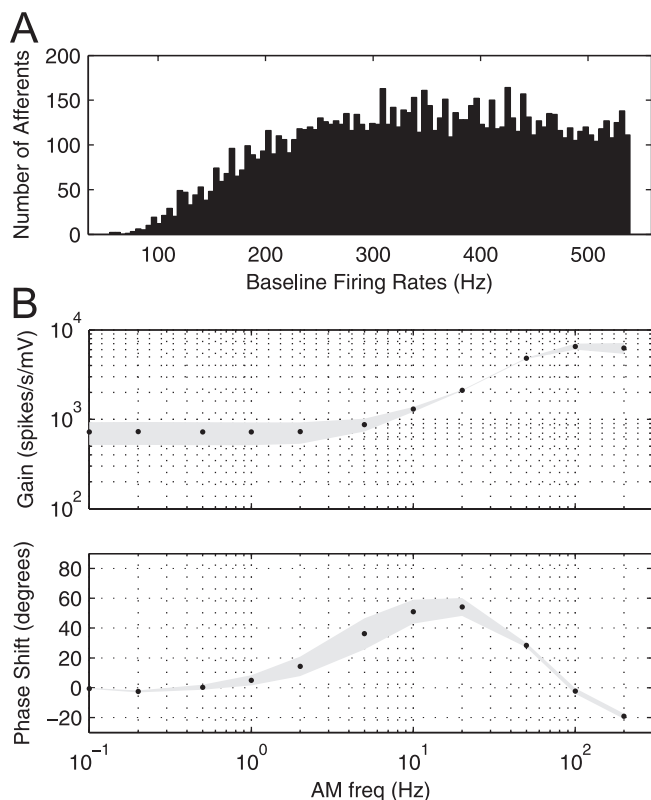 A
200
150
100
50
0
Number of Afferents
100 200 300 400 500
Baseline Firing Rates (Hz)
B
10^4
10^3
10^2
Gain (spikes/s/mV)
80
60
40
20
0
−20
Phase Shift (degrees)
10^−1 10^0 10^1 10^2
AM freq (Hz)